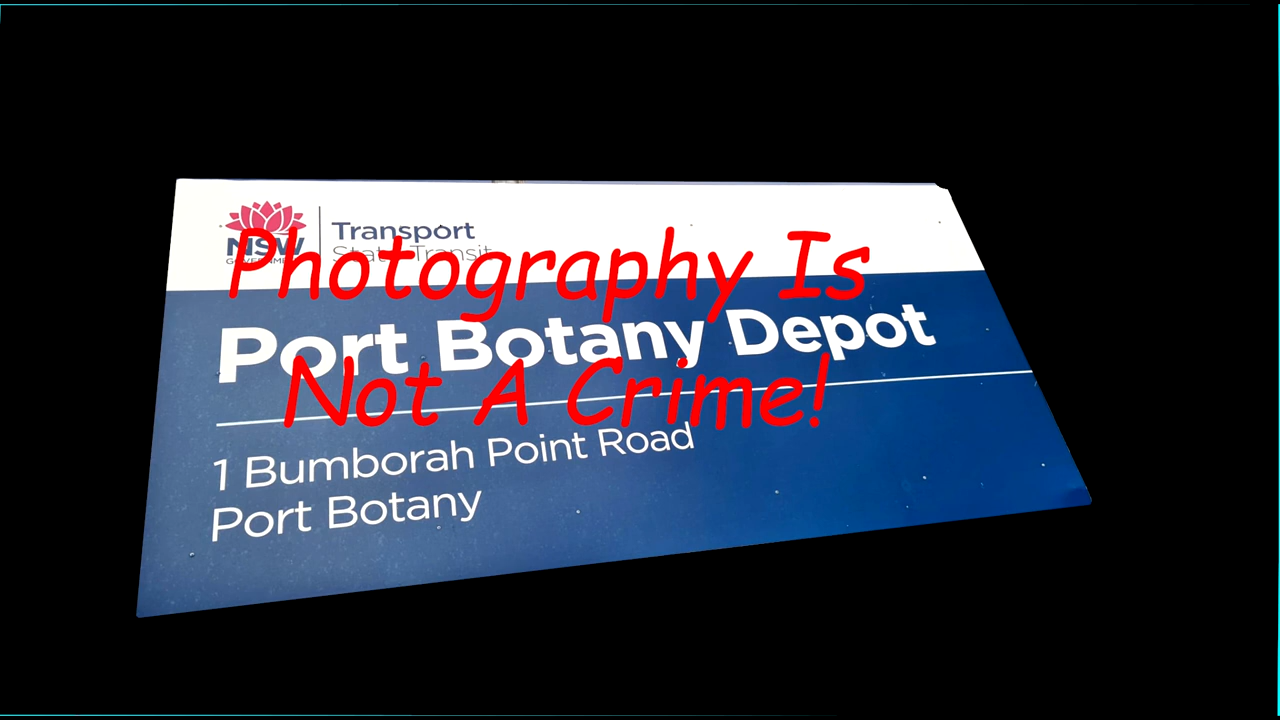 Transport
State Transit
NSW
GOVERNMENT
Photography Is
Port Botany Depot
Not A Crime!
1 Bumborah Point Road
Port Botany